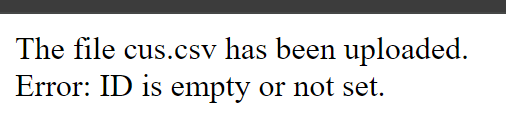 The file cus.csv has been uploaded.
Error: ID is empty or not set.